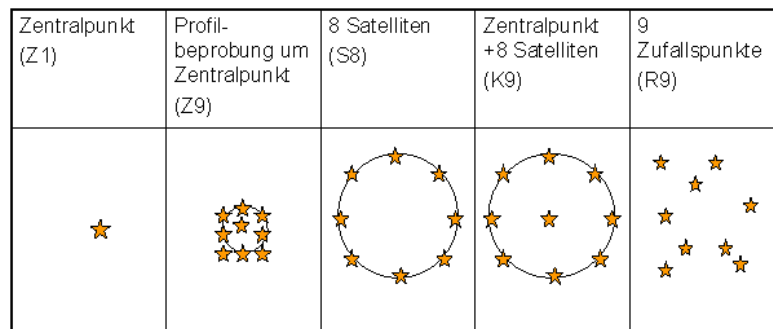 Zentralpunkt
(Z1)
Profil-
beprobung um
Zentralpunkt
(Z9)
8 Satelliten
(S8)
Zentralpunkt
+8 Satelliten
(K9)
9
Zufallspunkte
(R9)